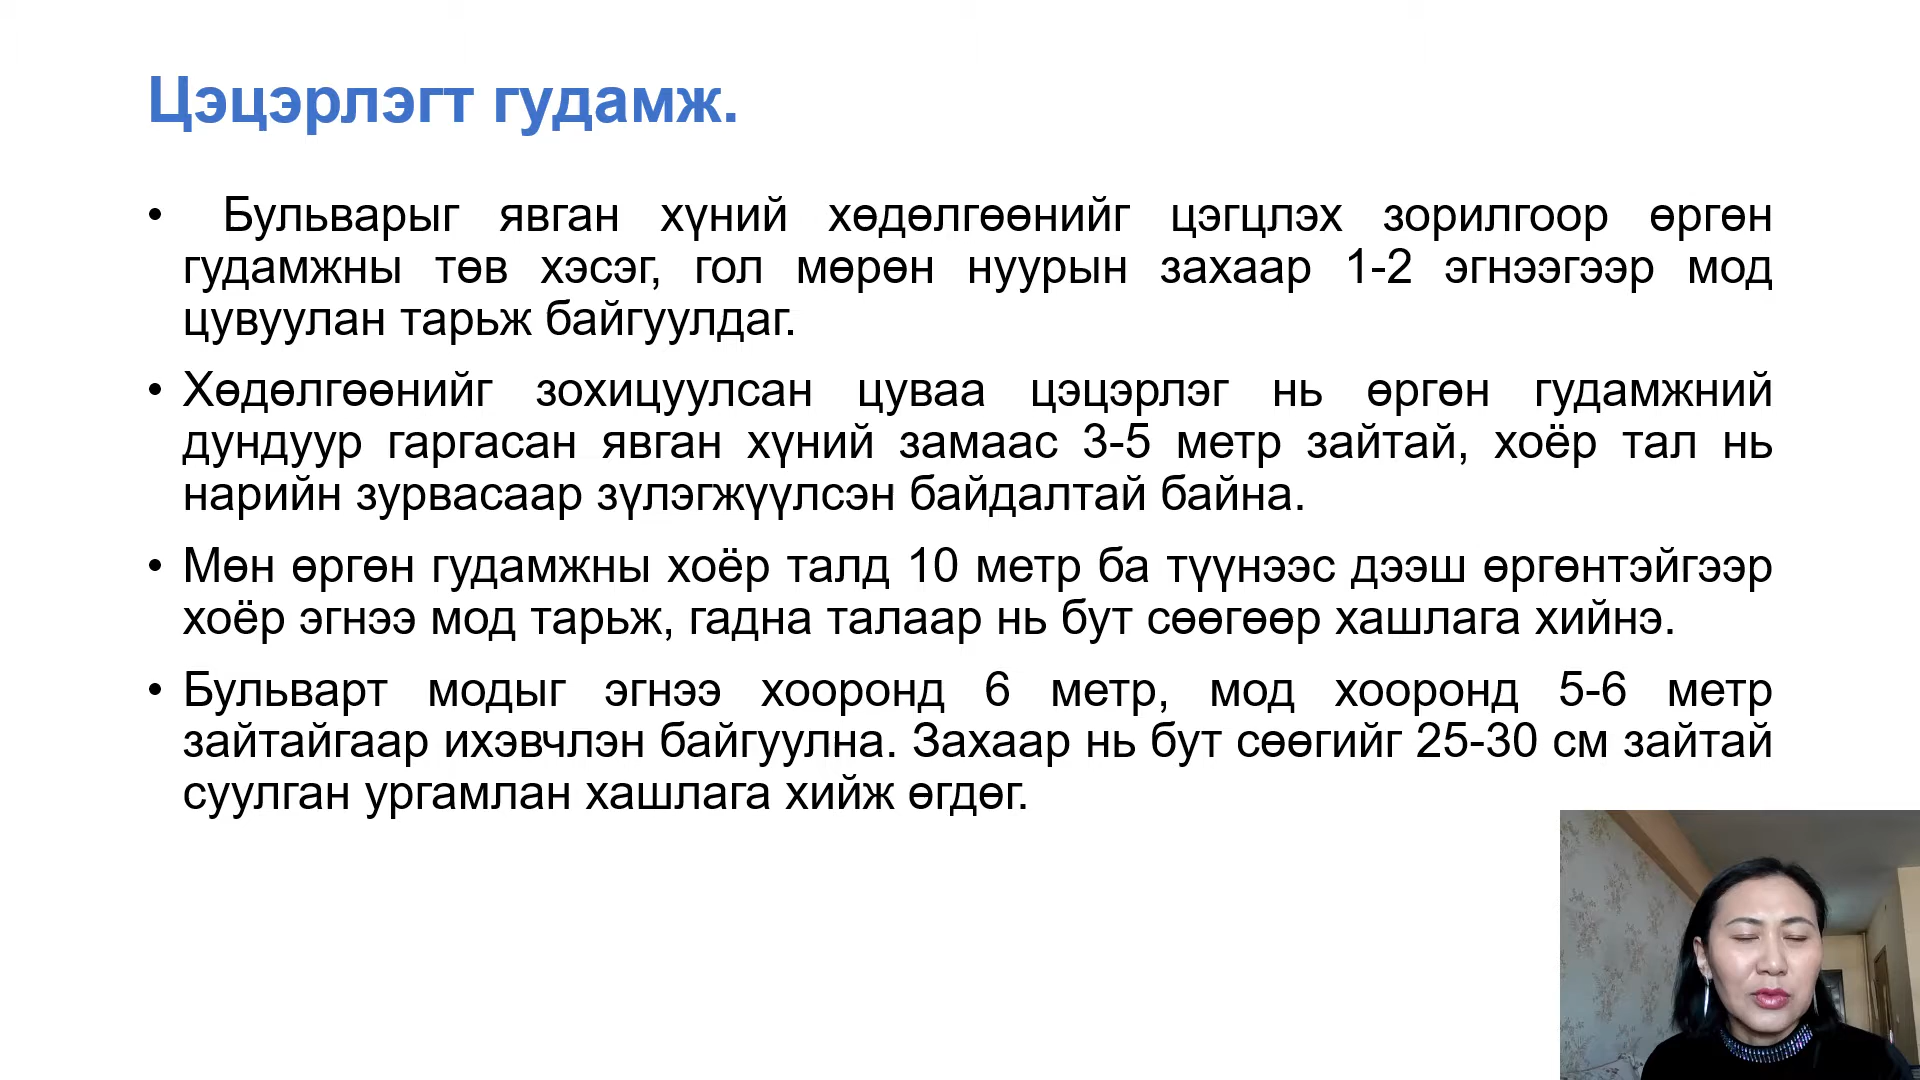 Цэцэрлэгт гудамж.
• Бульварыг явган хүний хөдөлгөөнийг цэгцлэх зорилгоор өргөн
гудамжны төв хэсэг, гол мөрөн нуурын захаар 1-2 эгнээгээр мод
цувуулан тарьж байгуулдаг.
• Хөдөлгөөнийг зохицуулсан цуваа цэцэрлэг нь өргөн гудамжний
дундуур гаргасан явган хүний замаас 3-5 метр зайтай, хоёр тал нь
нарийн зурвасаар зүлэгжүүлсэн байдалтай байна.
• Мөн өргөн гудамжны хоёр талд 10 метр ба түүнээс дээш өргөнтэйгээр
хоёр эгнээ мод тарьж, гадна талаар нь бут сөөгөөр хашлага хийнэ.
• Бульварт модыг эгнээ хооронд 6 метр, мод хооронд 5-6 метр
зайтайгаар ихэвчлэн байгуулна. Захаар нь бут сөөгийг 25-30 см зайтай
суулган ургамлан хашлага хийж өгдөг.